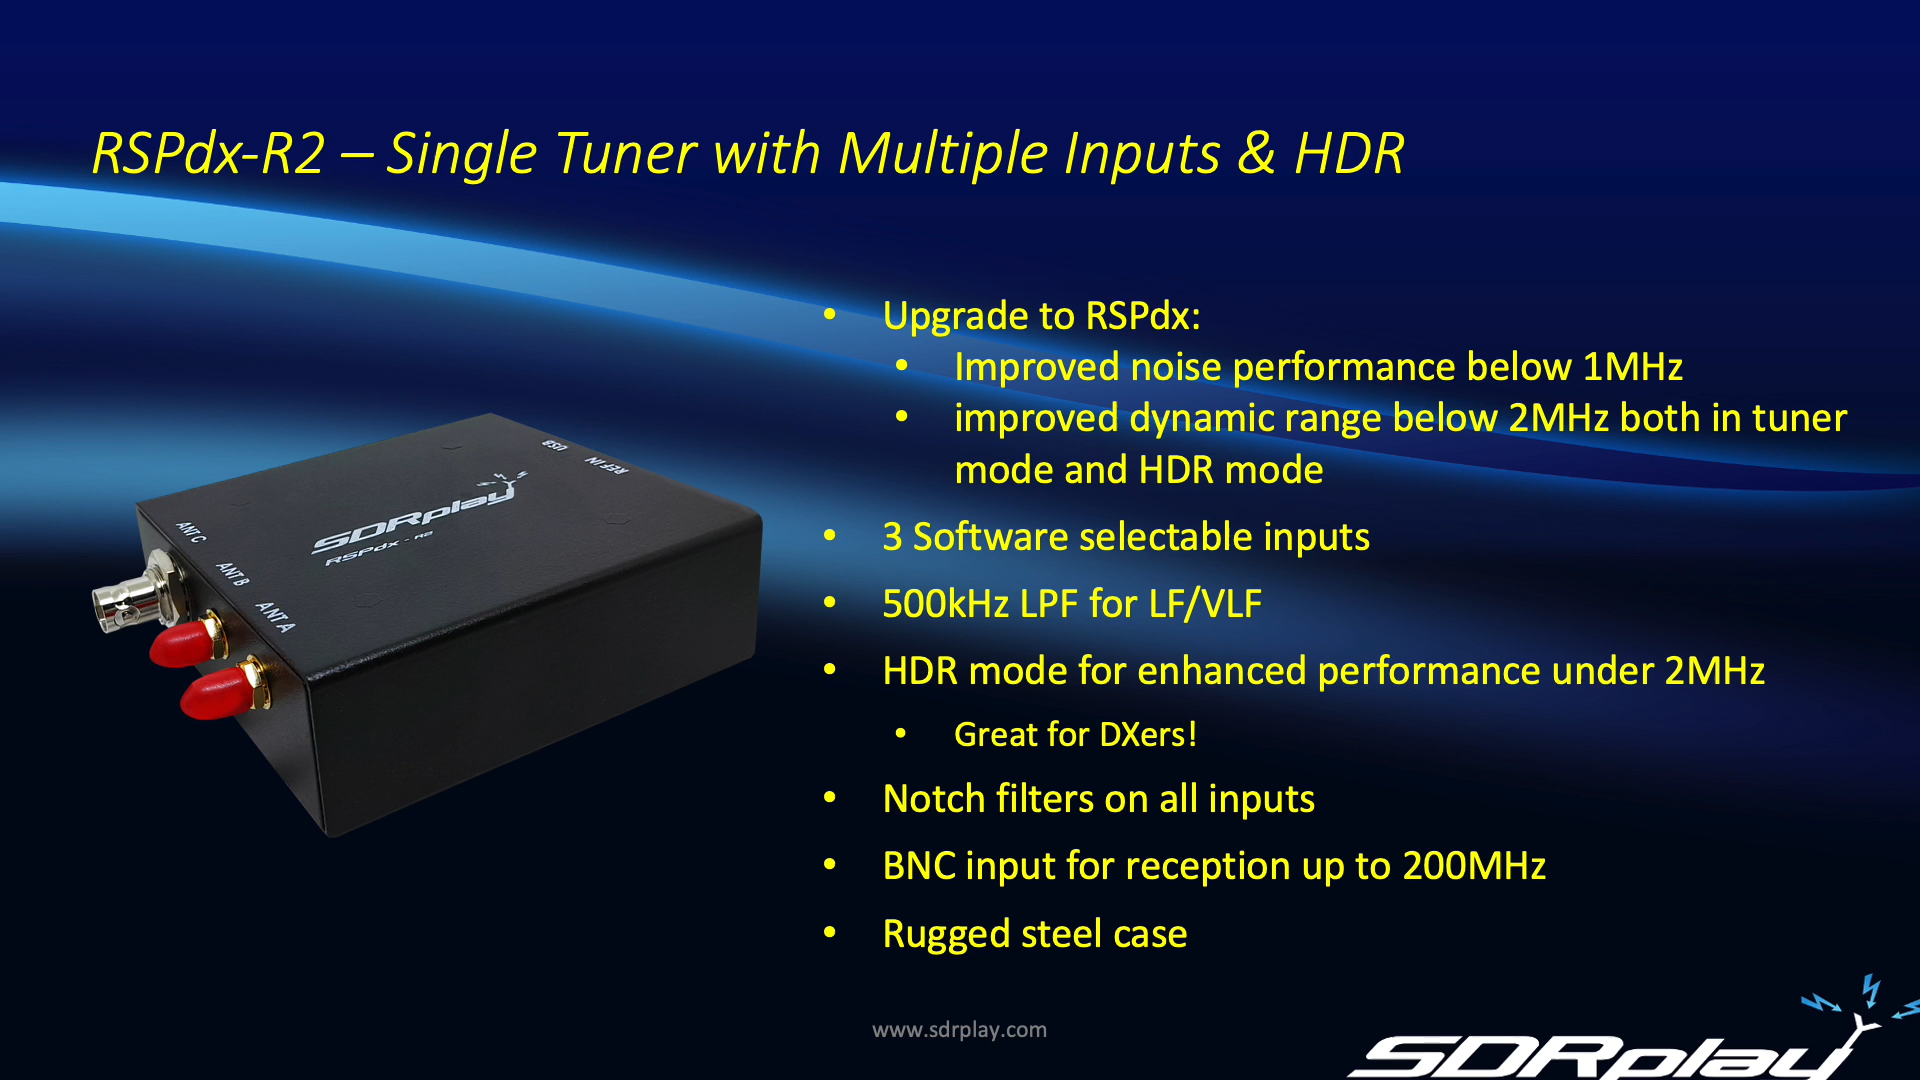 RSPdx-R2 – Single Tuner with Multiple Inputs & HDR
• Upgrade to RSPdx:
• Improved noise performance below 1MHz
• improved dynamic range below 2MHz both in tuner
mode and HDR mode
• 3 Software selectable inputs
• 500kHz LPF for LF/VLF
• HDR mode for enhanced performance under 2MHz
• Great for DXers!
• Notch filters on all inputs
• BNC input for reception up to 200MHz
• Rugged steel case
USB
REF IN
SDRplay
RSPdx - R2
ANT C
ANT B
ANT A
www.sdrplay.com
SDRplay